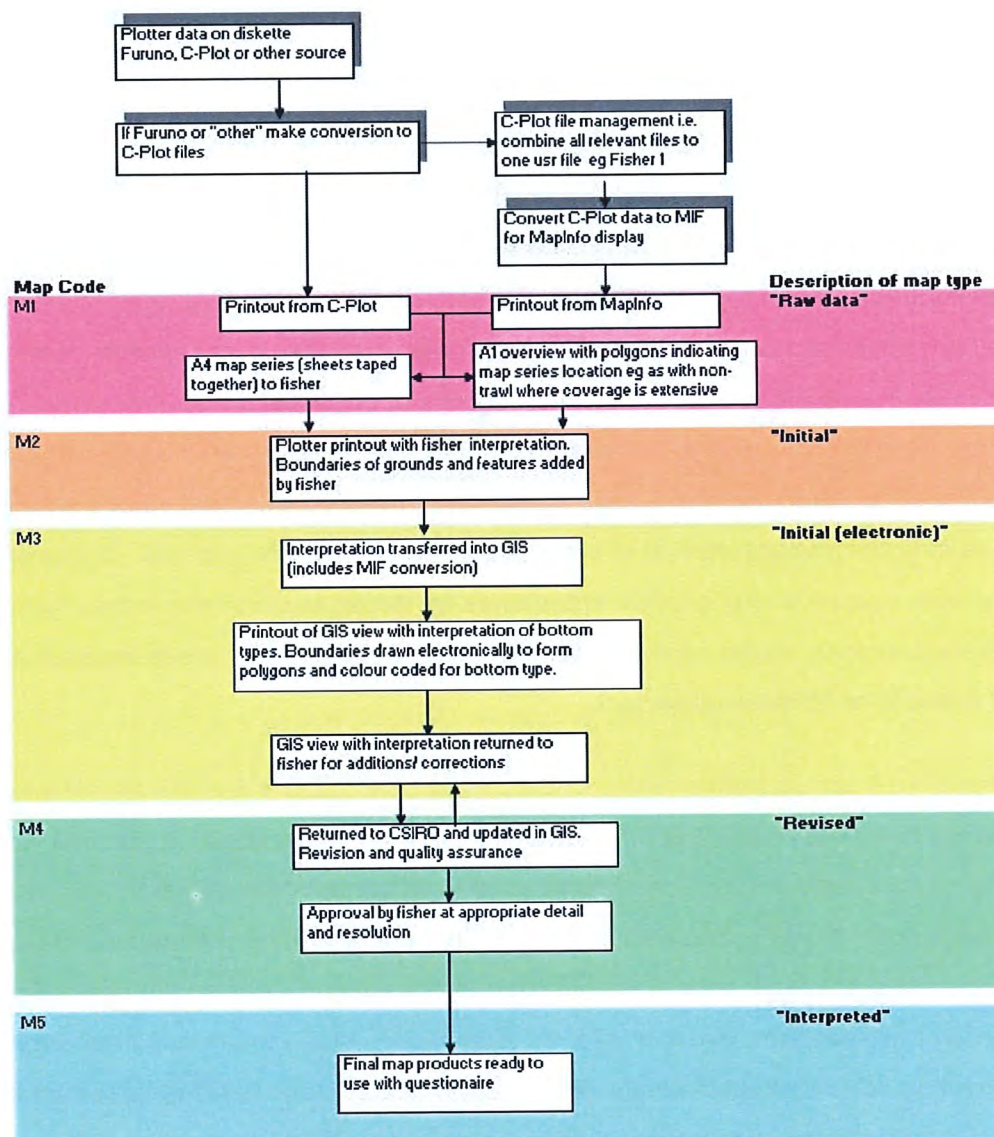 Plotter data on diskette
Furuno, C-Plot or other source
If Furuno or "other" make conversion to
C-Plot files
C-Plot file management i.e.
combine all relevant files to
one usr file eg Fisher 1
Convert C-Plot data to MIF
for MapInfo display
Map Code
Description of map type
M1
"Raw data"
Printout from C-Plot
Printout from MapInfo
A4 map series (sheets taped
together) to fisher
A1 overview with polygons indicating
map series location eg as with non-
trawl where coverage is extensive
M2
"Initial"
Plotter printout with fisher interpretation.
Boundaries of grounds and features added
by fisher
M3
"Initial (electronic)"
Interpretation transferred into GIS
(includes MIF conversion)
Printout of GIS view with interpretation of bottom
types. Boundaries drawn electronically to form
polygons and colour coded for bottom type.
GIS view with interpretation returned to
fisher for additions/ corrections
M4
"Revised"
Returned to CSIRO and updated in GIS.
Revision and quality assurance
Approval by fisher at appropriate detail
and resolution
M5
"Interpreted"
Final map products ready to
use with questionaire